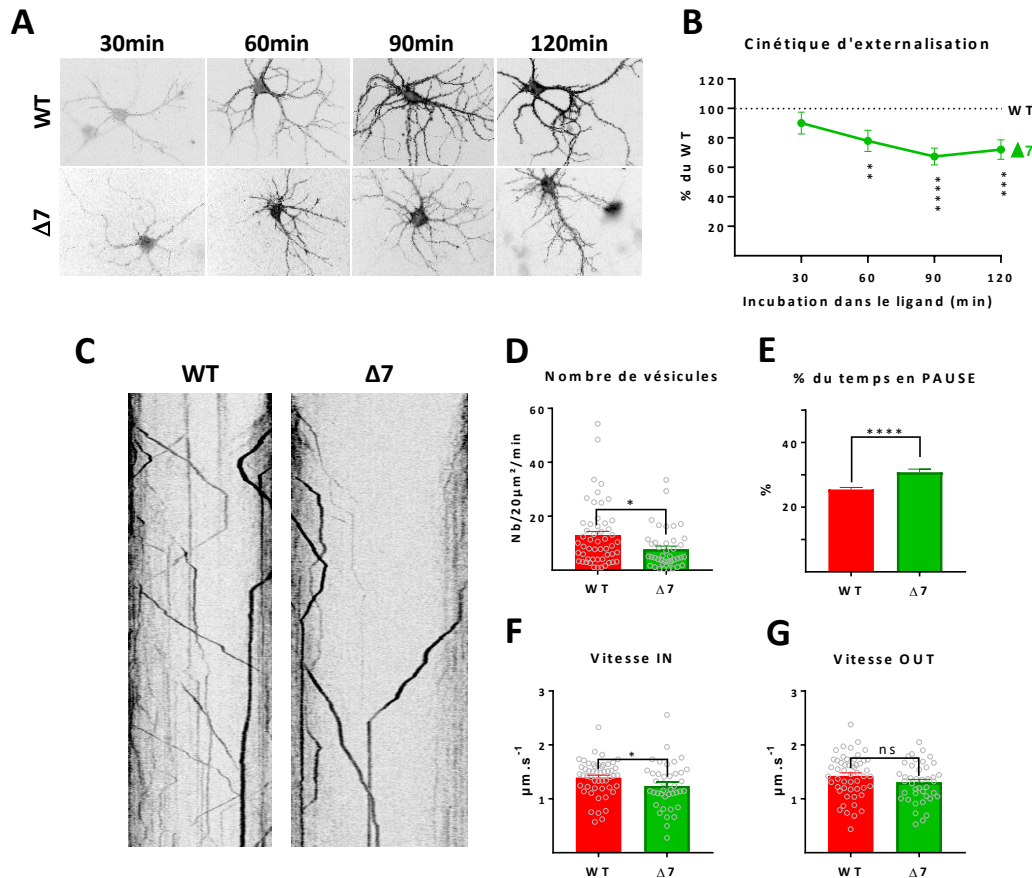 A
30min 60min 90min 120min
WT
Δ7
B
Cinétique d'externalisation
120
100
80
60
40
20
% du WT
WT
▲7
**
****
***
30 60 90 120
Incubation dans le ligand (min)
C
WT Δ7
D
Nombre de vésicules
60
40
20
Nb/20µm²/min
*
WT Δ7
E
% du temps en PAUSE
40
20
%
****
WT Δ7
F
Vitesse IN
3
2
1
µm.s⁻¹
*
WT Δ7
G
Vitesse OUT
3
2
1
µm.s⁻¹
ns
WT Δ7